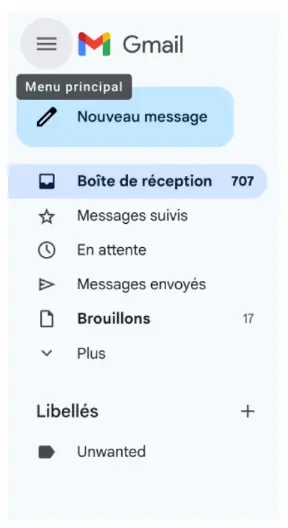 Gmail
Menu principal
Nouveau message
Boîte de réception 707
Messages suivis
En attente
Messages envoyés
Brouillons 17
Plus
Libellés +
Unwanted